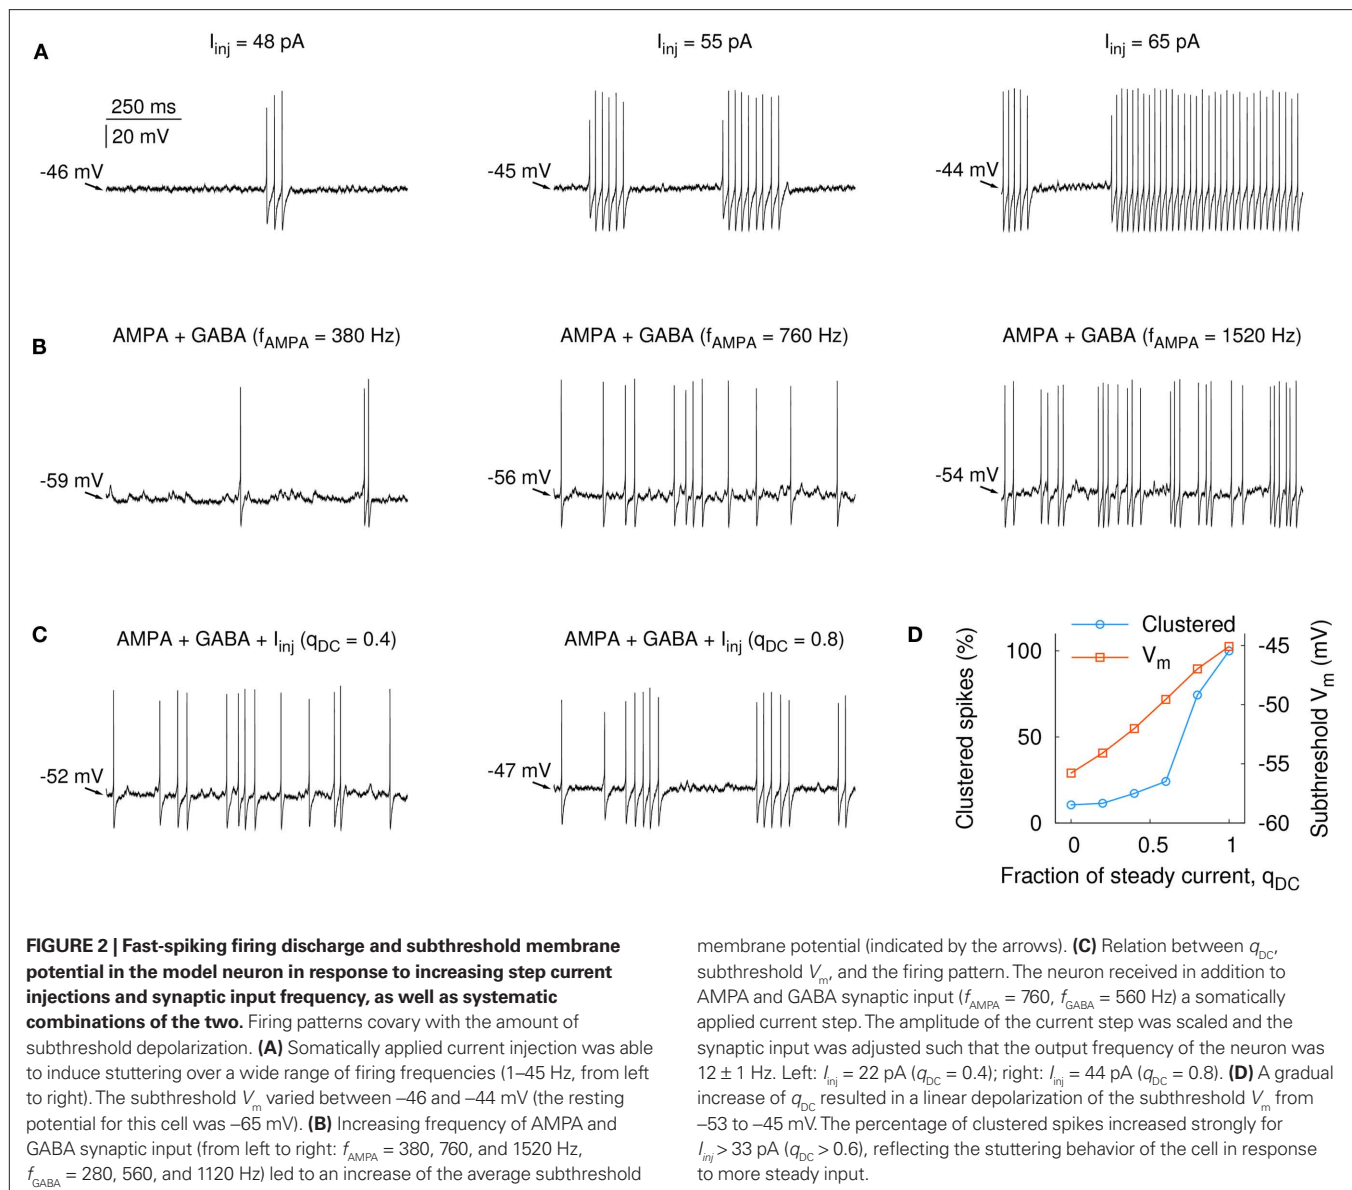 A
I_inj = 48 pA
I_inj = 55 pA
I_inj = 65 pA
250 ms
20 mV
-46 mV
-45 mV
-44 mV
B
AMPA + GABA (f_AMPA = 380 Hz)
AMPA + GABA (f_AMPA = 760 Hz)
AMPA + GABA (f_AMPA = 1520 Hz)
-59 mV
-56 mV
-54 mV
C
AMPA + GABA + I_inj (q_DC = 0.4)
AMPA + GABA + I_inj (q_DC = 0.8)
-52 mV
-47 mV
D
Clustered
V_m
Clustered spikes (%)
100
50
0
-45
-50
-55
-60
Subthreshold V_m (mV)
0 0.5 1
Fraction of steady current, q_DC
FIGURE 2 | Fast-spiking firing discharge and subthreshold membrane
potential in the model neuron in response to increasing step current
injections and synaptic input frequency, as well as systematic
combinations of the two. Firing patterns covary with the amount of
subthreshold depolarization. (A) Somatically applied current injection was able
to induce stuttering over a wide range of firing frequencies (1–45 Hz, from left
to right). The subthreshold V_m varied between –46 and –44 mV (the resting
potential for this cell was –65 mV). (B) Increasing frequency of AMPA and
GABA synaptic input (from left to right: f_AMPA = 380, 760, and 1520 Hz,
f_GABA = 280, 560, and 1120 Hz) led to an increase of the average subthreshold
membrane potential (indicated by the arrows). (C) Relation between q_DC,
subthreshold V_m, and the firing pattern. The neuron received in addition to
AMPA and GABA synaptic input (f_AMPA = 760, f_GABA = 560 Hz) a somatically
applied current step. The amplitude of the current step was scaled and the
synaptic input was adjusted such that the output frequency of the neuron was
12 ± 1 Hz. Left: I_inj = 22 pA (q_DC = 0.4); right: I_inj = 44 pA (q_DC = 0.8). (D) A gradual
increase of q_DC resulted in a linear depolarization of the subthreshold V_m from
–53 to –45 mV. The percentage of clustered spikes increased strongly for
I_inj > 33 pA (q_DC > 0.6), reflecting the stuttering behavior of the cell in response
to more steady input.